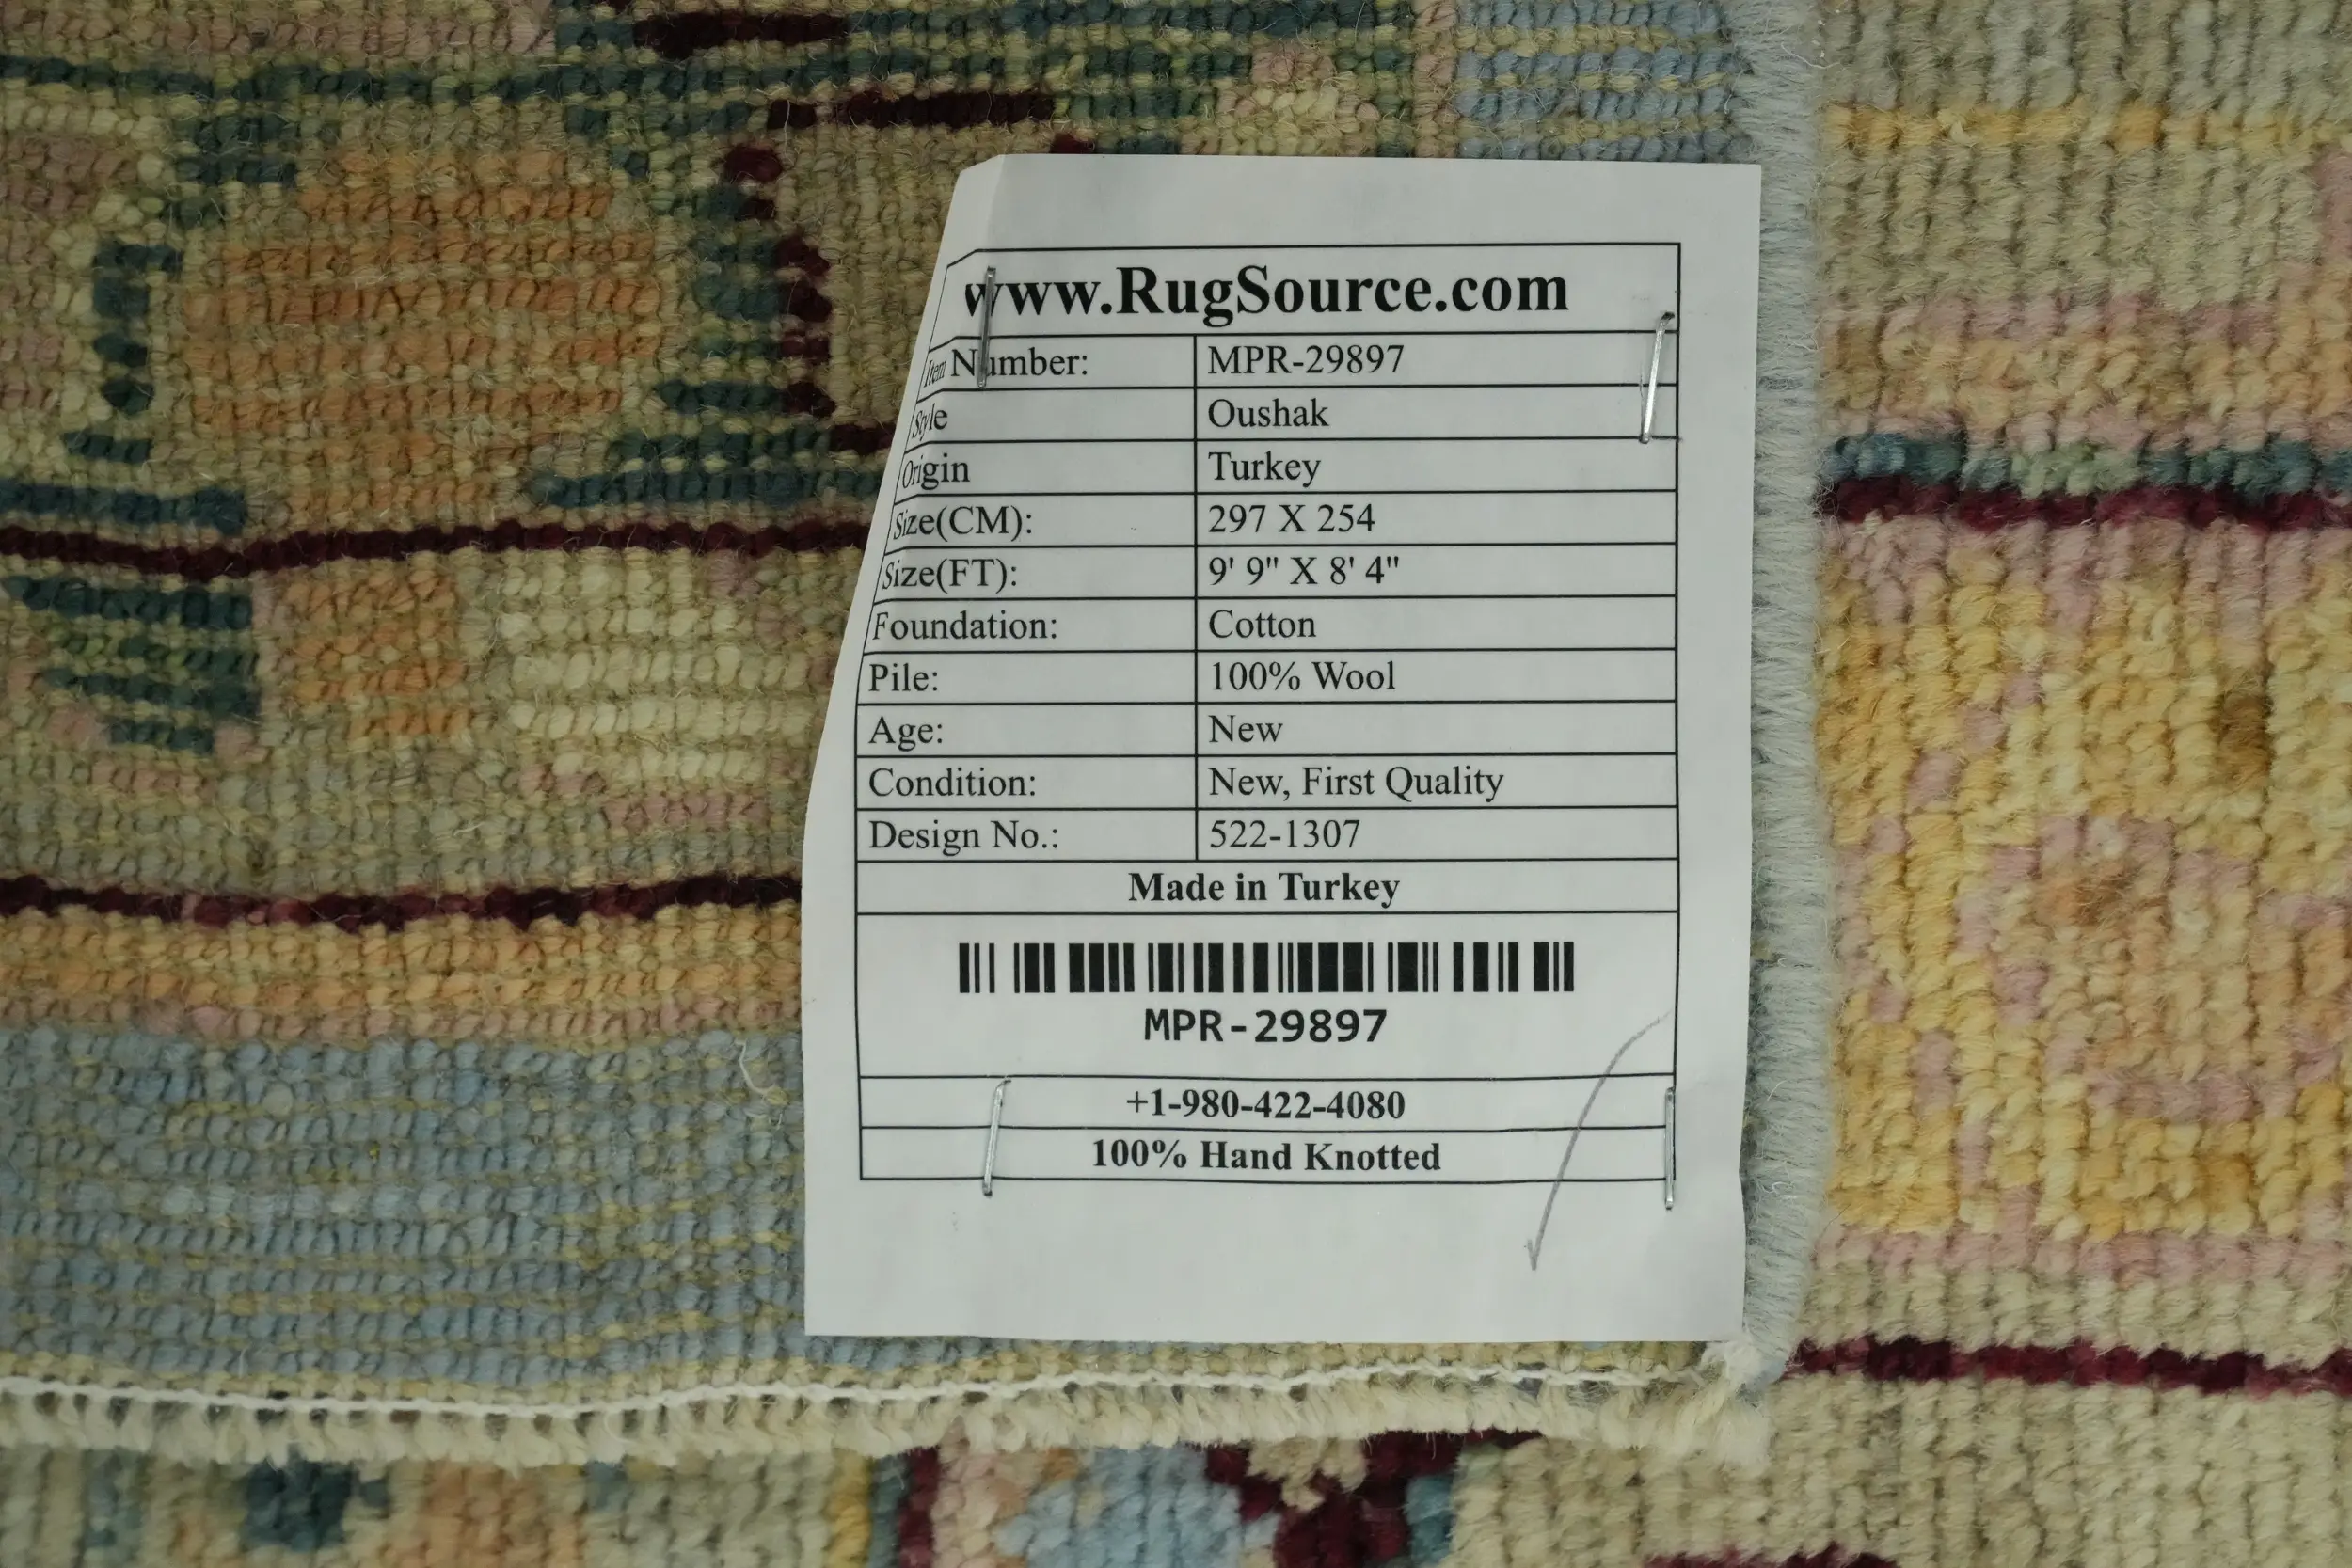 www.RugSource.com
Item Number: MPR-29897
Style Oushak
Origin Turkey
Size(CM): 297 X 254
Size(FT): 9' 9" X 8' 4"
Foundation: Cotton
Pile: 100% Wool
Age: New
Condition: New, First Quality
Design No.: 522-1307
Made in Turkey
MPR-29897
+1-980-422-4080
100% Hand Knotted